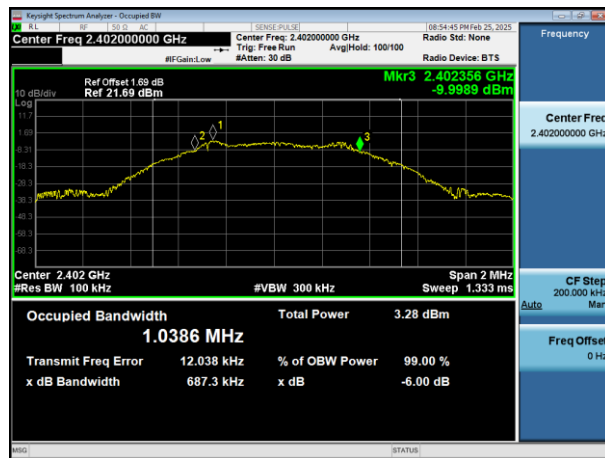 Keysight Spectrum Analyzer - Occupied BW
RL RF 50 Ω AC SENSE:PULSE 08:54:45 PM Feb 25, 2025
Center Freq 2.402000000 GHz Center Freq: 2.402000000 GHz Radio Std: None Frequency
Trig: Free Run Avg|Hold: 100/100
#IFGain:Low #Atten: 30 dB Radio Device: BTS
Mkr3 2.402356 GHz
Ref Offset 1.69 dB
10 dB/div Ref 21.69 dBm -9.9989 dBm
Log
11.7
1.69
-8.31
-18.3
-28.3
-38.3
-48.3
-58.3
-68.3
2 1 3
Center 2.402 GHz Span 2 MHz
#Res BW 100 kHz #VBW 300 kHz Sweep 1.333 ms
Occupied Bandwidth Total Power 3.28 dBm
1.0386 MHz
Transmit Freq Error 12.038 kHz % of OBW Power 99.00 %
x dB Bandwidth 687.3 kHz x dB -6.00 dB
Center Freq
2.402000000 GHz
CF Step
200.000 kHz
Auto Man
Freq Offset
0 Hz
MSG STATUS